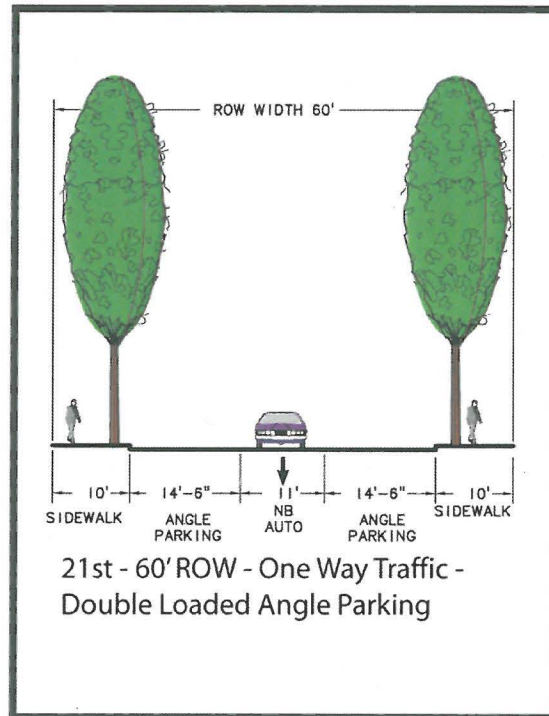 ROW WIDTH 60'
10' 14'-6" 11' 14'-6" 10'
SIDEWALK ANGLE PARKING NB AUTO ANGLE PARKING SIDEWALK
21st - 60' ROW - One Way Traffic -
Double Loaded Angle Parking